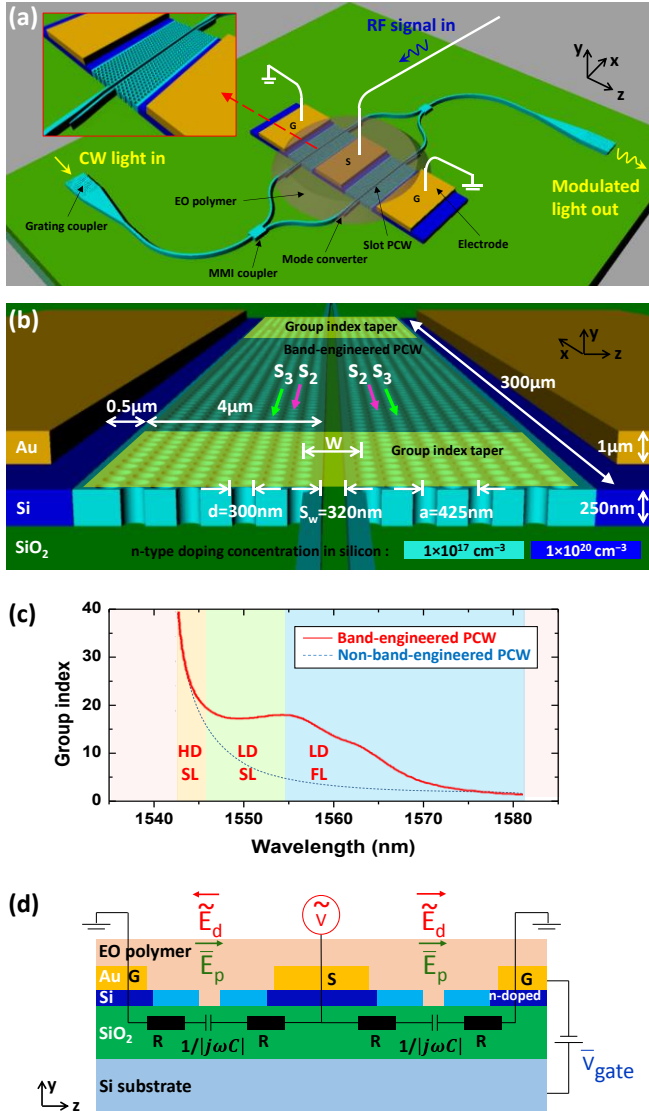 (a)
RF signal in
y
x
z
G
S
G
CW light in
EO polymer
Grating coupler
Slot PCW
Electrode
Modulated
light out
Mode converter
MMI coupler
(b)
Group index taper
Band-engineered PCW
y
x
z
S3 S2
S2 S3
300μm
0.5μm
4μm
W
Au
Group index taper
1μm
Si
d=300nm
Sw=320nm
a=425nm
250nm
SiO2
n-type doping concentration in silicon :
1×10^17 cm^−3
1×10^20 cm^−3
(c)
40
30
20
10
0
Group index
Band-engineered PCW
Non-band-engineered PCW
HD
SL
LD
SL
LD
FL
1540
1550
1560
1570
1580
Wavelength (nm)
(d)
Ẽd
Ṽ
Ẽd
EO polymer
E̅p
E̅p
Au
G
S
G
Si
n-doped
SiO2
R
1/|jωC|
R
R
1/|jωC|
R
V̅gate
Si substrate
y
z